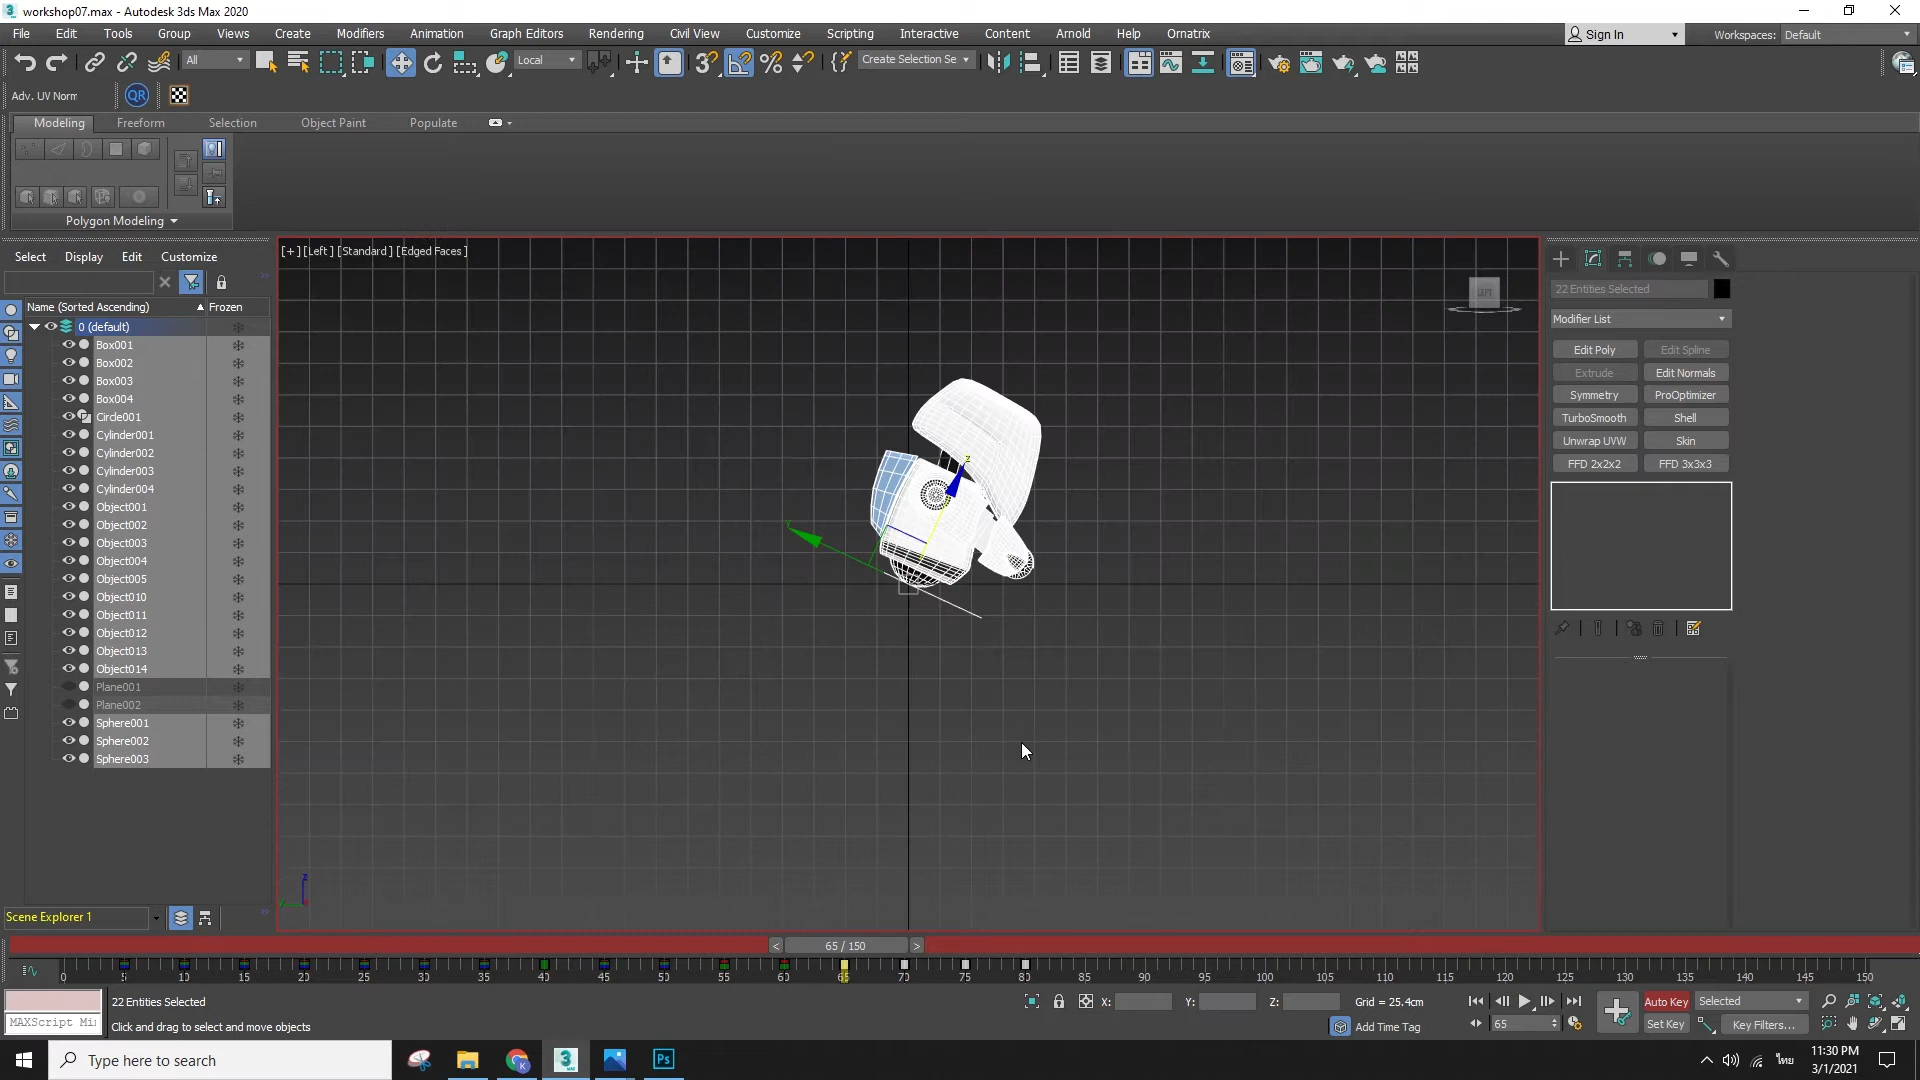 workshop07.max - Autodesk 3ds Max 2020
File Edit Tools Group Views Create Modifiers Animation Graph Editors Rendering Civil View Customize Scripting Interactive Content Arnold Help Ornatrix
Sign In
Workspaces: Default
All
Local
Create Selection Se
Adv. UV Norm
QR
Modeling Freeform Selection Object Paint Populate
Polygon Modeling
Select Display Edit Customize
Name (Sorted Ascending) Frozen
0 (default)
Box001
Box002
Box003
Box004
Circle001
Cylinder001
Cylinder002
Cylinder003
Cylinder004
Object001
Object002
Object003
Object004
Object005
Object010
Object011
Object012
Object013
Object014
Plane001
Plane002
Sphere001
Sphere002
Sphere003
Scene Explorer 1
[+] [Left] [Standard] [Edged Faces]
LEFT
z
z
22 Entities Selected
Modifier List
Edit Poly Edit Spline
Extrude Edit Normals
Symmetry ProOptimizer
TurboSmooth Shell
Unwrap UVW Skin
FFD 2x2x2 FFD 3x3x3
< 65 / 150 >
0 5 10 15 20 25 30 35 40 45 50 55 60 65 70 75 80 85 90 95 100 105 110 115 120 125 130 135 140 145 150
22 Entities Selected
X: Y: Z: Grid = 25.4cm
MAXScript Mi
Click and drag to select and move objects
Add Time Tag
65
Auto Key Selected
Set Key Key Filters...
Type here to search
Ps
ไทย
11:30 PM
3/1/2021